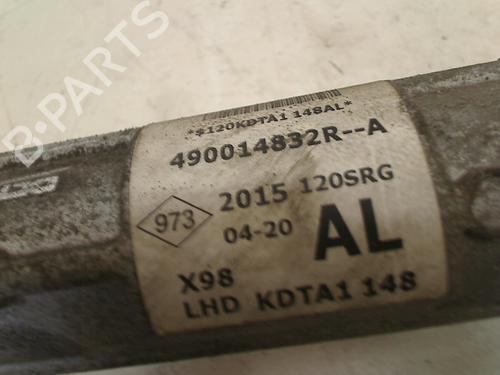 B-PARTS
*$120KDTA1 148AL*
490014832R--A
973
2015 120SRG
04-20
AL
X98
LHD KDTA1 148